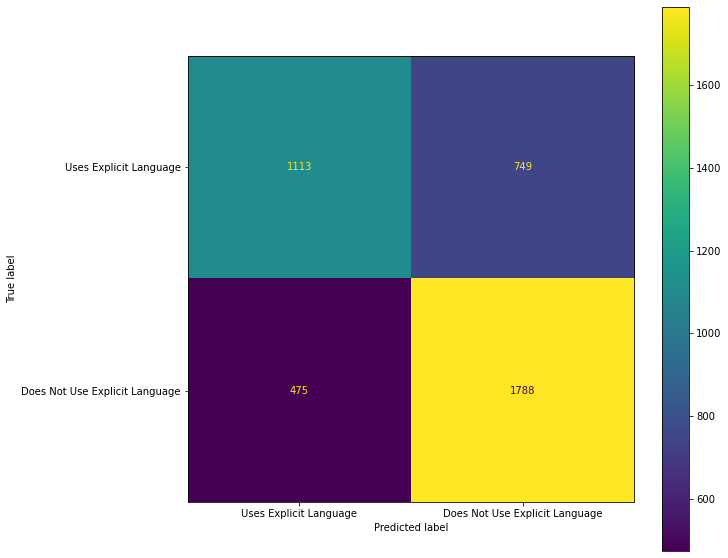 1600
1400
1200
1000
800
600
Uses Explicit Language
1113
749
True label
Does Not Use Explicit Language
475
1788
Uses Explicit Language
Does Not Use Explicit Language
Predicted label